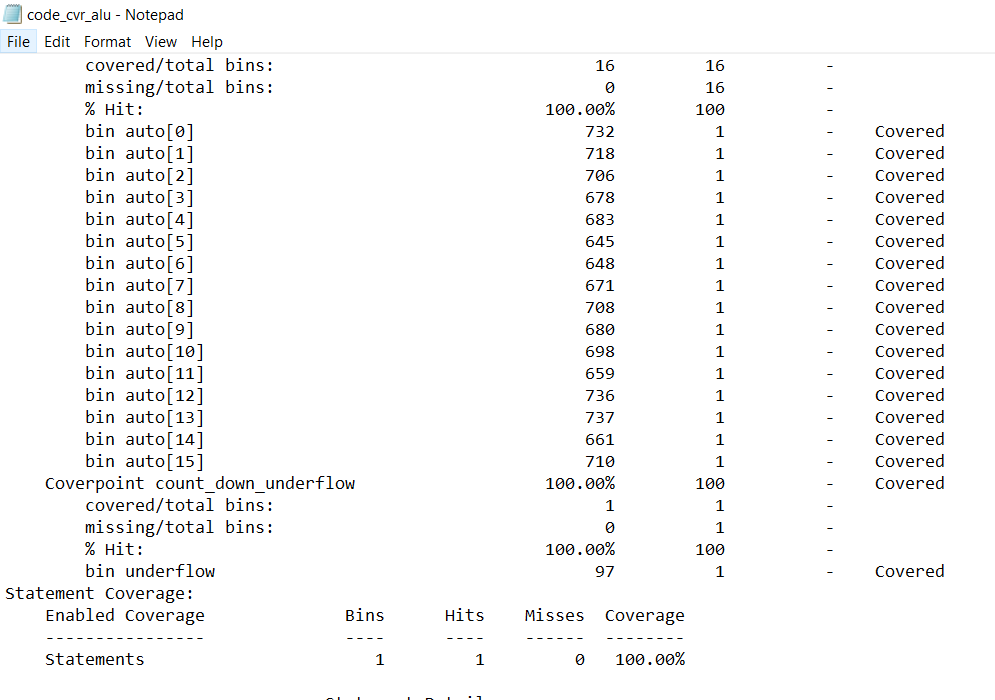 code_cvr_alu - Notepad
File Edit Format View Help
covered/total bins: 16 16 -
missing/total bins: 0 16 -
% Hit: 100.00% 100 -
bin auto[0] 732 1 - Covered
bin auto[1] 718 1 - Covered
bin auto[2] 706 1 - Covered
bin auto[3] 678 1 - Covered
bin auto[4] 683 1 - Covered
bin auto[5] 645 1 - Covered
bin auto[6] 648 1 - Covered
bin auto[7] 671 1 - Covered
bin auto[8] 708 1 - Covered
bin auto[9] 680 1 - Covered
bin auto[10] 698 1 - Covered
bin auto[11] 659 1 - Covered
bin auto[12] 736 1 - Covered
bin auto[13] 737 1 - Covered
bin auto[14] 661 1 - Covered
bin auto[15] 710 1 - Covered
Coverpoint count_down_underflow 100.00% 100 - Covered
covered/total bins: 1 1 -
missing/total bins: 0 1 -
% Hit: 100.00% 100 -
bin underflow 97 1 - Covered
Statement Coverage:
Enabled Coverage Bins Hits Misses Coverage
---------------- ---- ---- ------ --------
Statements 1 1 0 100.00%